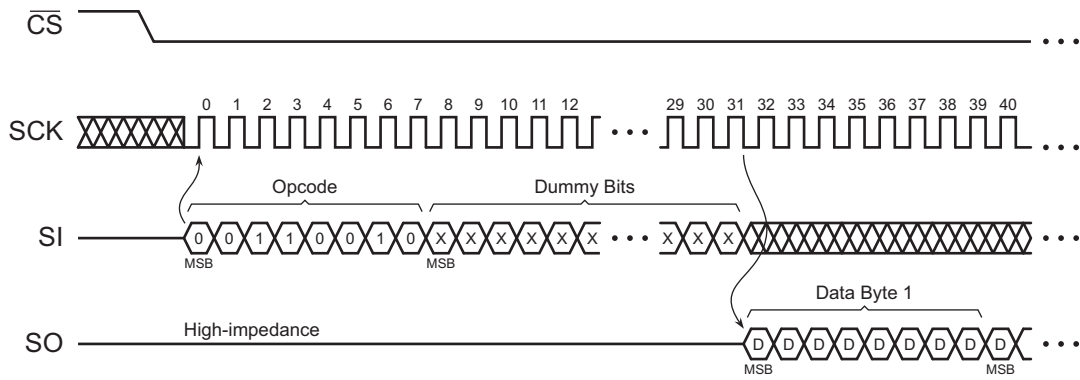 CS
0 1 2 3 4 5 6 7 8 9 10 11 12 29 30 31 32 33 34 35 36 37 38 39 40
SCK
Opcode Dummy Bits
SI 0 0 1 1 0 0 1 0 X X X X X X X X X
MSB MSB
Data Byte 1
High-impedance
SO D D D D D D D D D
MSB MSB